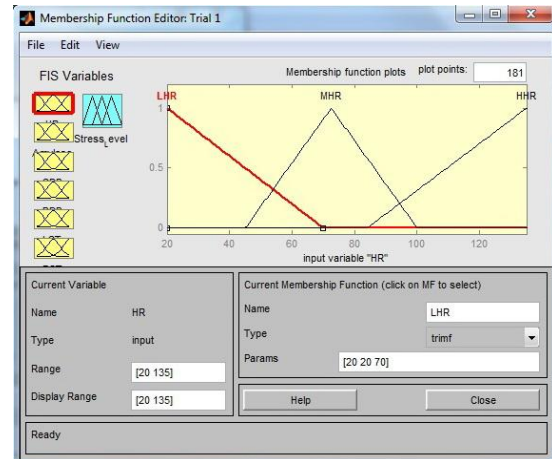 Membership Function Editor: Trial 1
File Edit View
FIS Variables
Membership function plots
plot points:
181
LHR
MHR
HHR
1
0.5
0
20 40 60 80 100 120
input variable "HR"
StressLevel
Current Variable
Name HR
Type input
Range [20 135]
Display Range [20 135]
Current Membership Function (click on MF to select)
Name LHR
Type trimf
Params [20 20 70]
Help
Close
Ready